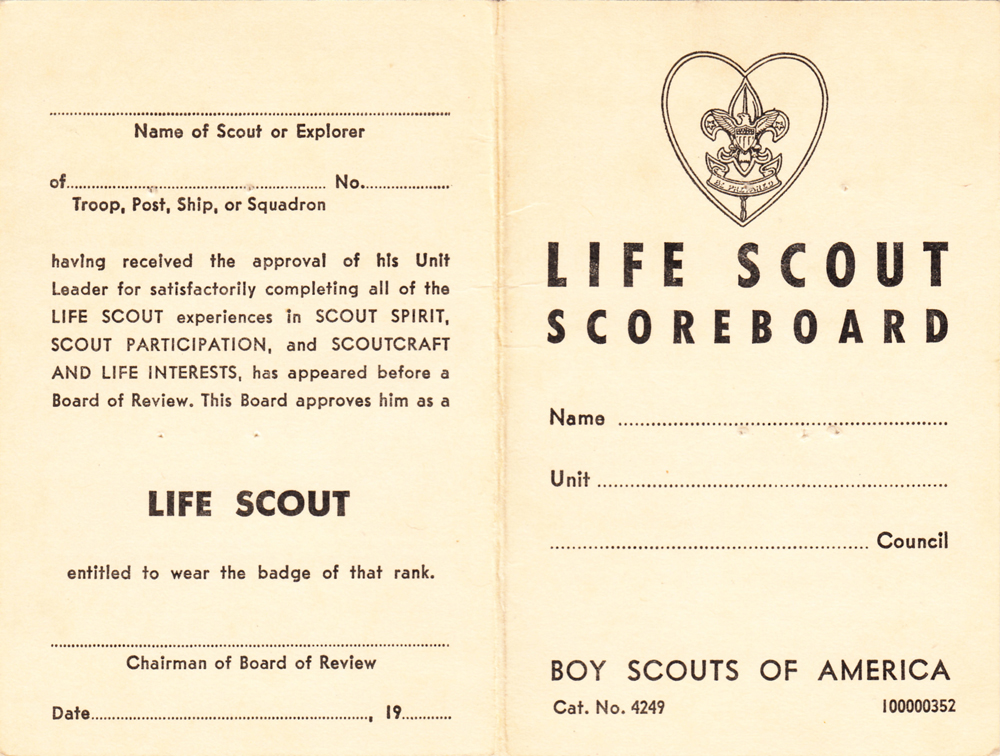 Name of Scout or Explorer
of.......................................................... No...................
Troop, Post, Ship, or Squadron
having received the approval of his Unit
Leader for satisfactorily completing all of the
LIFE SCOUT experiences in SCOUT SPIRIT,
SCOUT PARTICIPATION, and SCOUTCRAFT
AND LIFE INTERESTS, has appeared before a
Board of Review. This Board approves him as a
LIFE SCOUT
entitled to wear the badge of that rank.
Chairman of Board of Review
Date.............................................................., 19...........
BE PREPARED
LIFE SCOUT
SCOREBOARD
Name ..........................................................................
Unit ..............................................................................
....................................................................... Council
BOY SCOUTS OF AMERICA
Cat. No. 4249 100000352